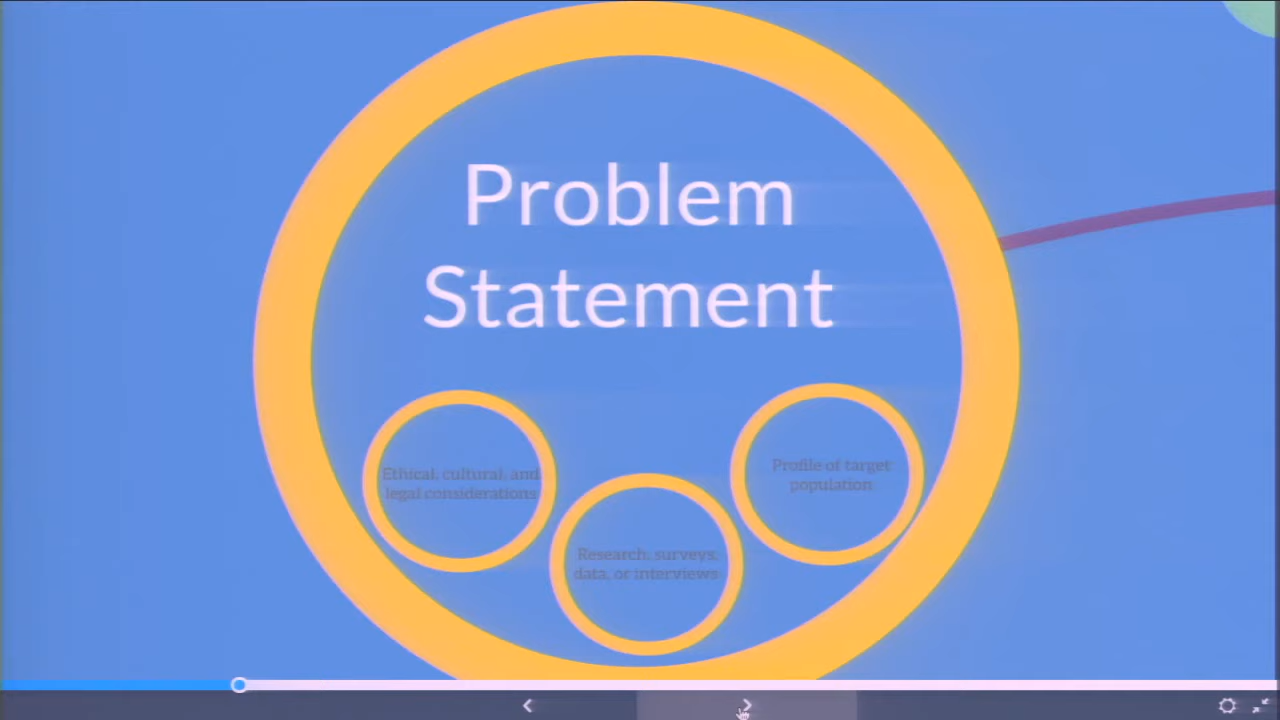 Problem
Statement
Ethical, cultural, and
legal considerations
Research, surveys,
data, or interviews
Profile of target
population